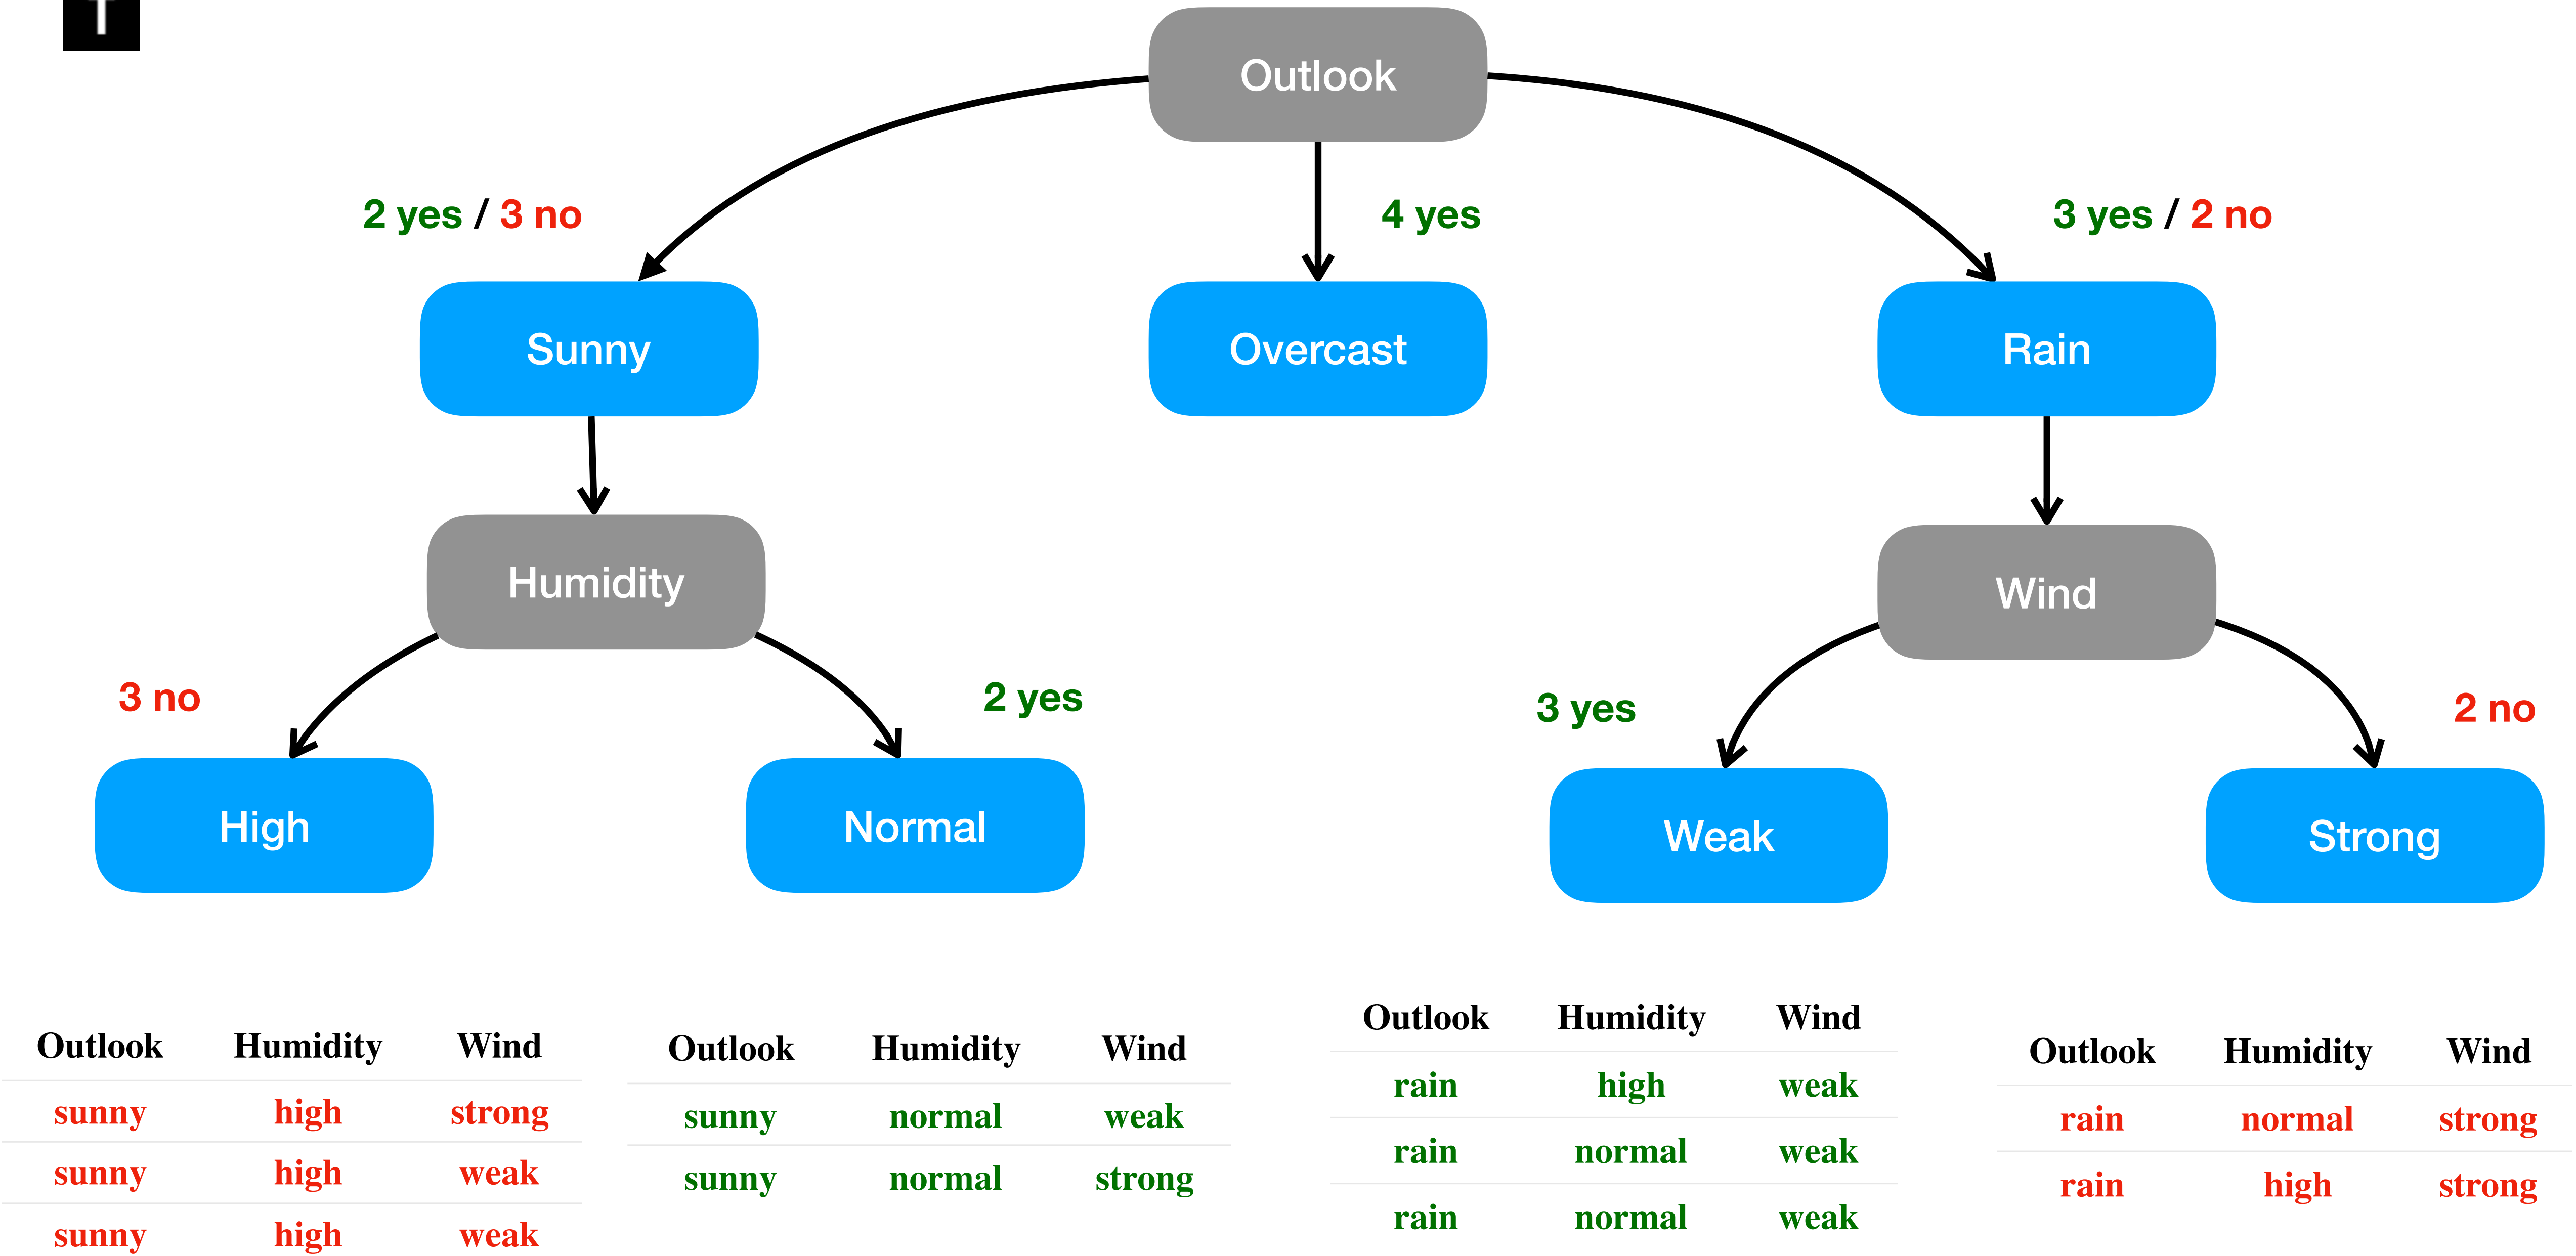 Outlook
2 yes / 3 no
4 yes
3 yes / 2 no
Sunny
Overcast
Rain
Humidity
Wind
3 no
2 yes
3 yes
2 no
High
Normal
Weak
Strong
Outlook Humidity Wind
sunny high strong
sunny high weak
sunny high weak
Outlook Humidity Wind
sunny normal weak
sunny normal strong
Outlook Humidity Wind
rain high weak
rain normal weak
rain normal weak
Outlook Humidity Wind
rain normal strong
rain high strong